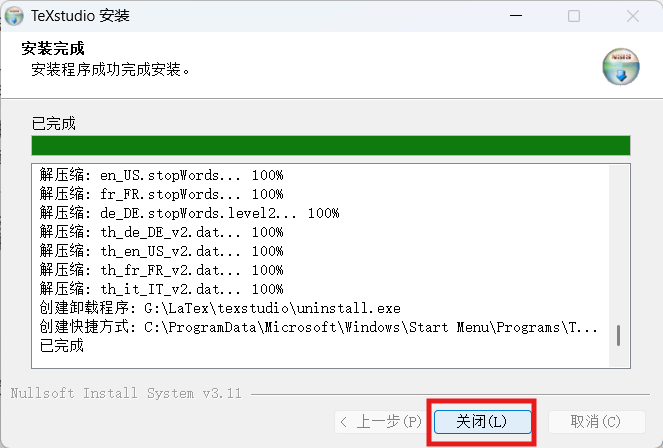 TeXstudio 安装
安装完成
安装程序成功完成安装。
已完成
解压缩: en_US.stopWords... 100%
解压缩: fr_FR.stopWords... 100%
解压缩: de_DE.stopWords.level2... 100%
解压缩: th_de_DE_v2.dat... 100%
解压缩: th_en_US_v2.dat... 100%
解压缩: th_fr_FR_v2.dat... 100%
解压缩: th_it_IT_v2.dat... 100%
创建卸载程序: G:\LaTex\texstudio\uninstall.exe
创建快捷方式: C:\ProgramData\Microsoft\Windows\Start Menu\Programs\T...
已完成
Nullsoft Install System v3.11
< 上一步(P) 关闭(L) 取消(C)